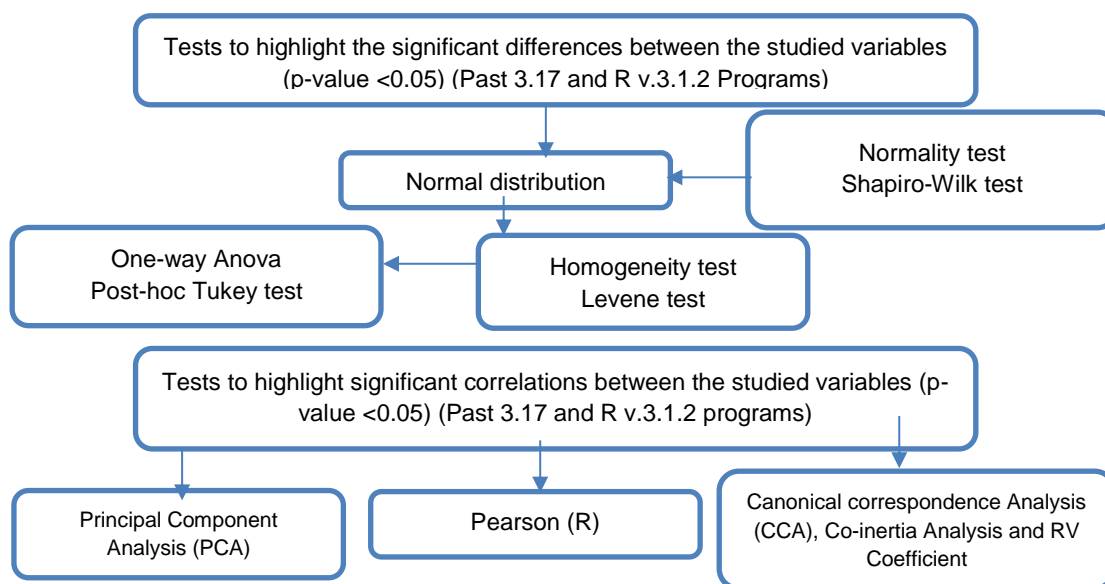 Tests to highlight the significant differences between the studied variables
(p-value <0.05) (Past 3.17 and R v.3.1.2 Programs)
Normal distribution
Normality test
Shapiro-Wilk test
One-way Anova
Post-hoc Tukey test
Homogeneity test
Levene test
Tests to highlight significant correlations between the studied variables (p-
value <0.05) (Past 3.17 and R v.3.1.2 programs)
Principal Component
Analysis (PCA)
Pearson (R)
Canonical correspondence Analysis
(CCA), Co-inertia Analysis and RV
Coefficient